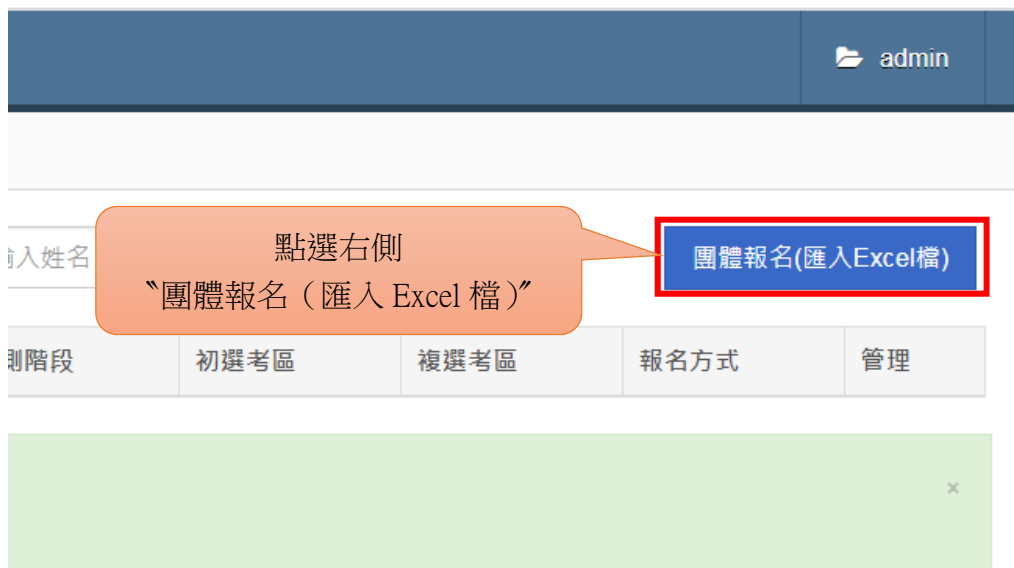 admin
入姓名
點選右側
〝團體報名（匯入 Excel 檔）〞
團體報名(匯入Excel檔)
階段 初選考區 複選考區 報名方式 管理
×